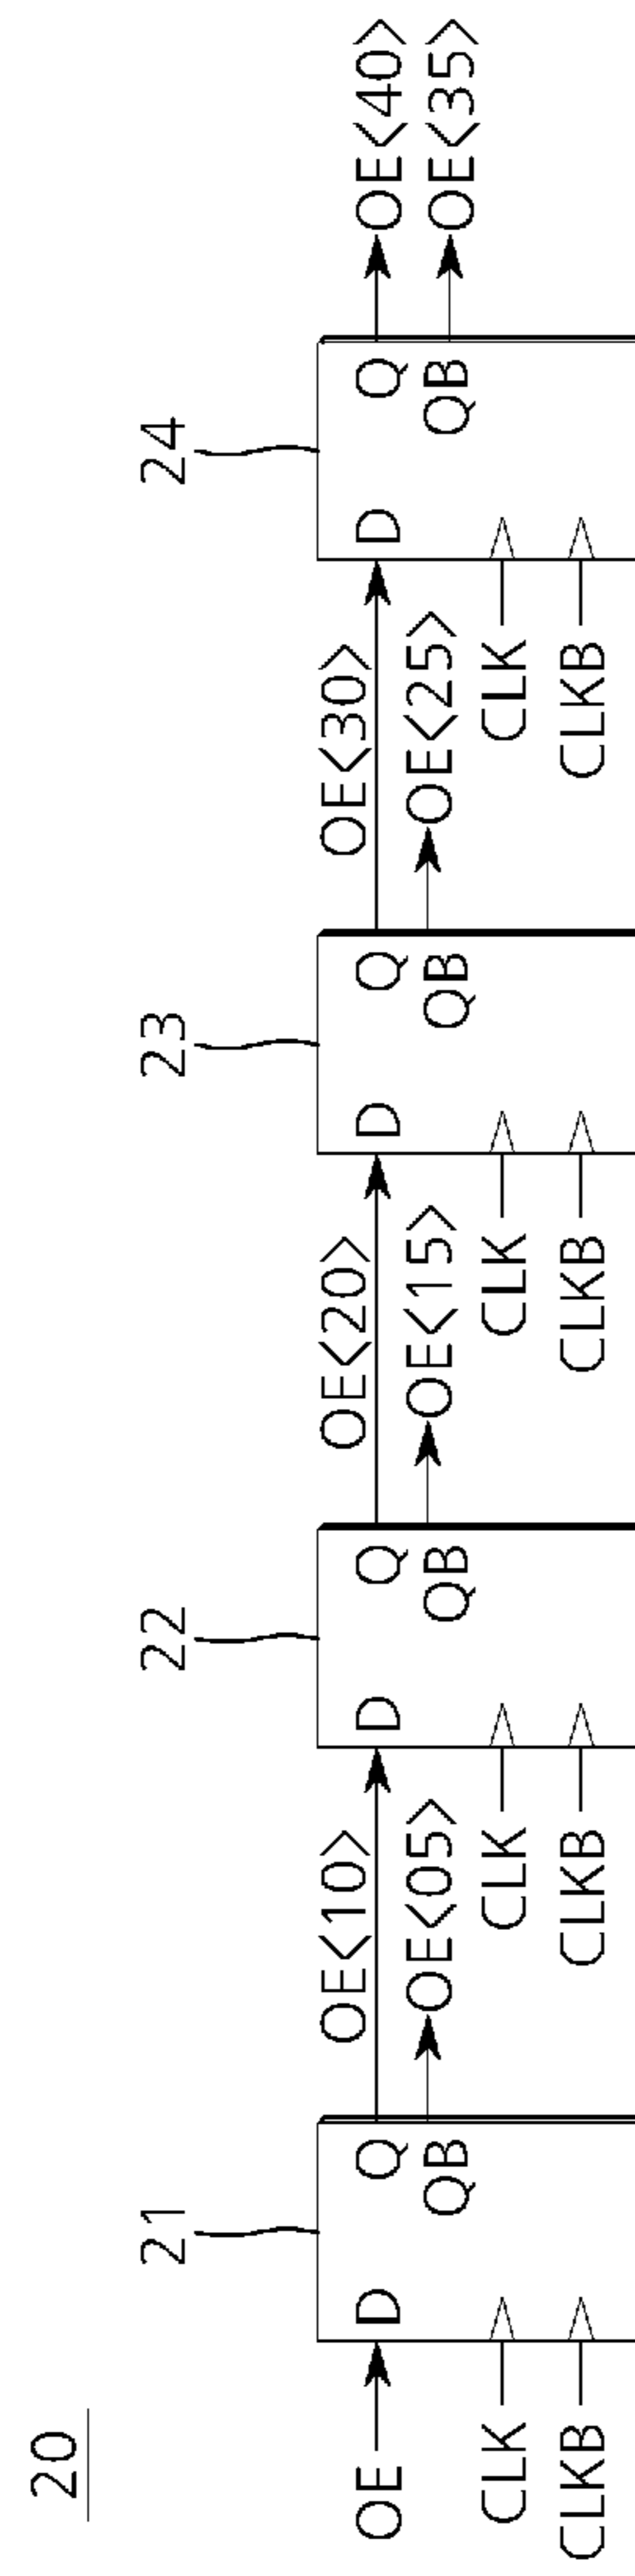 20
21
22
23
24
OE
D
Q
OE<10>
D
Q
OE<20>
D
Q
OE<30>
D
Q
OE<40>
QB
OE<05>
QB
OE<15>
QB
OE<25>
QB
OE<35>
CLK
CLK
CLK
CLK
CLKB
CLKB
CLKB
CLKB